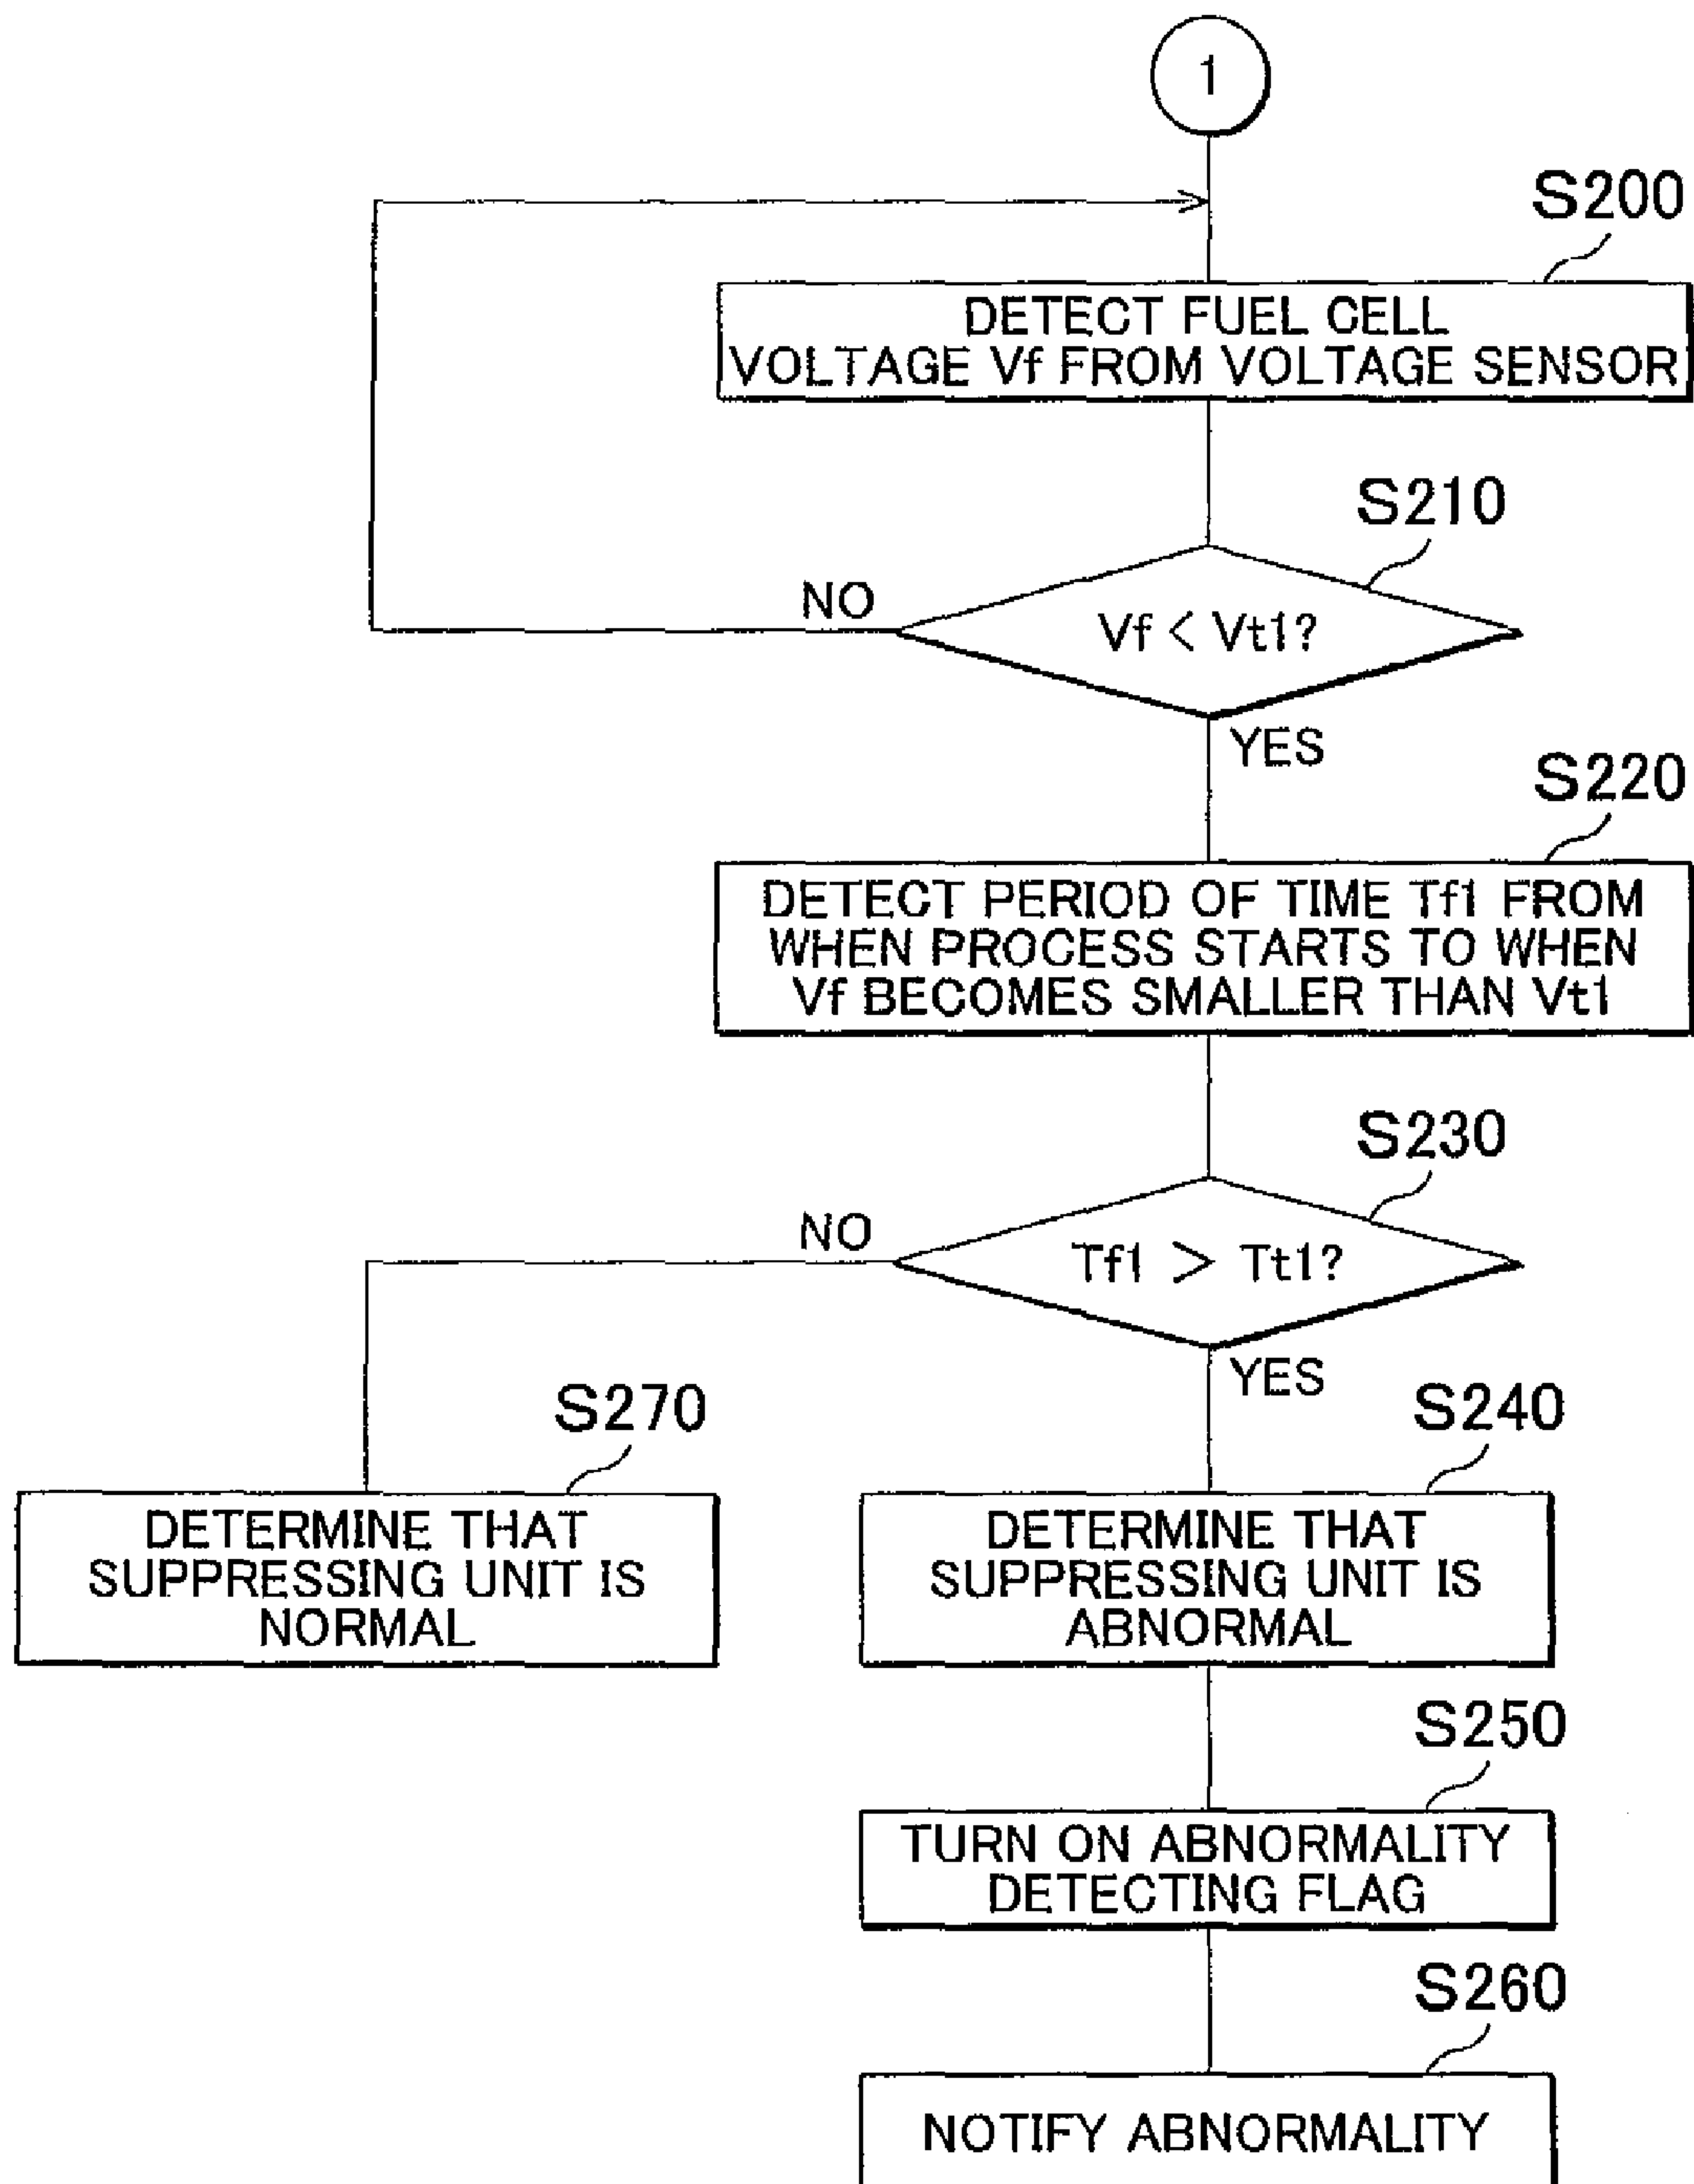 1
S200
DETECT FUEL CELL
VOLTAGE Vf FROM VOLTAGE SENSOR
S210
NO
Vf < Vt1?
YES
S220
DETECT PERIOD OF TIME Tf1 FROM
WHEN PROCESS STARTS TO WHEN
Vf BECOMES SMALLER THAN Vt1
S230
NO
Tf1 > Tt1?
YES
S270
S240
DETERMINE THAT
SUPPRESSING UNIT IS
NORMAL
DETERMINE THAT
SUPPRESSING UNIT IS
ABNORMAL
S250
TURN ON ABNORMALITY
DETECTING FLAG
S260
NOTIFY ABNORMALITY